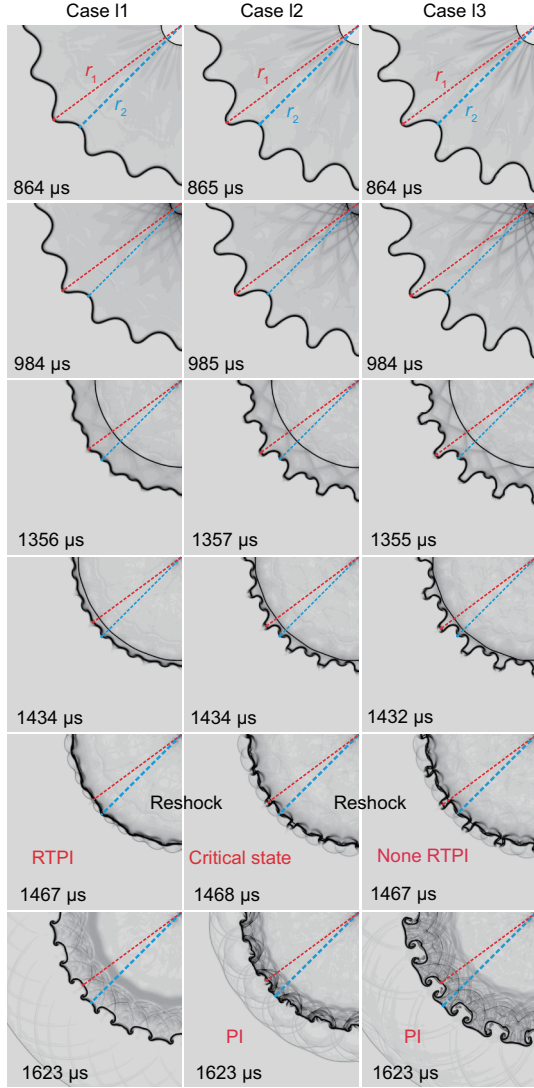 Case I1 Case I2 Case I3
r1 r1 r1
r2 r2 r2
864 μs 865 μs 864 μs
984 μs 985 μs 984 μs
1356 μs 1357 μs 1355 μs
1434 μs 1434 μs 1432 μs
Reshock Reshock
RTPI Critical state None RTPI
1467 μs 1468 μs 1467 μs
PI PI
1623 μs 1623 μs 1623 μs